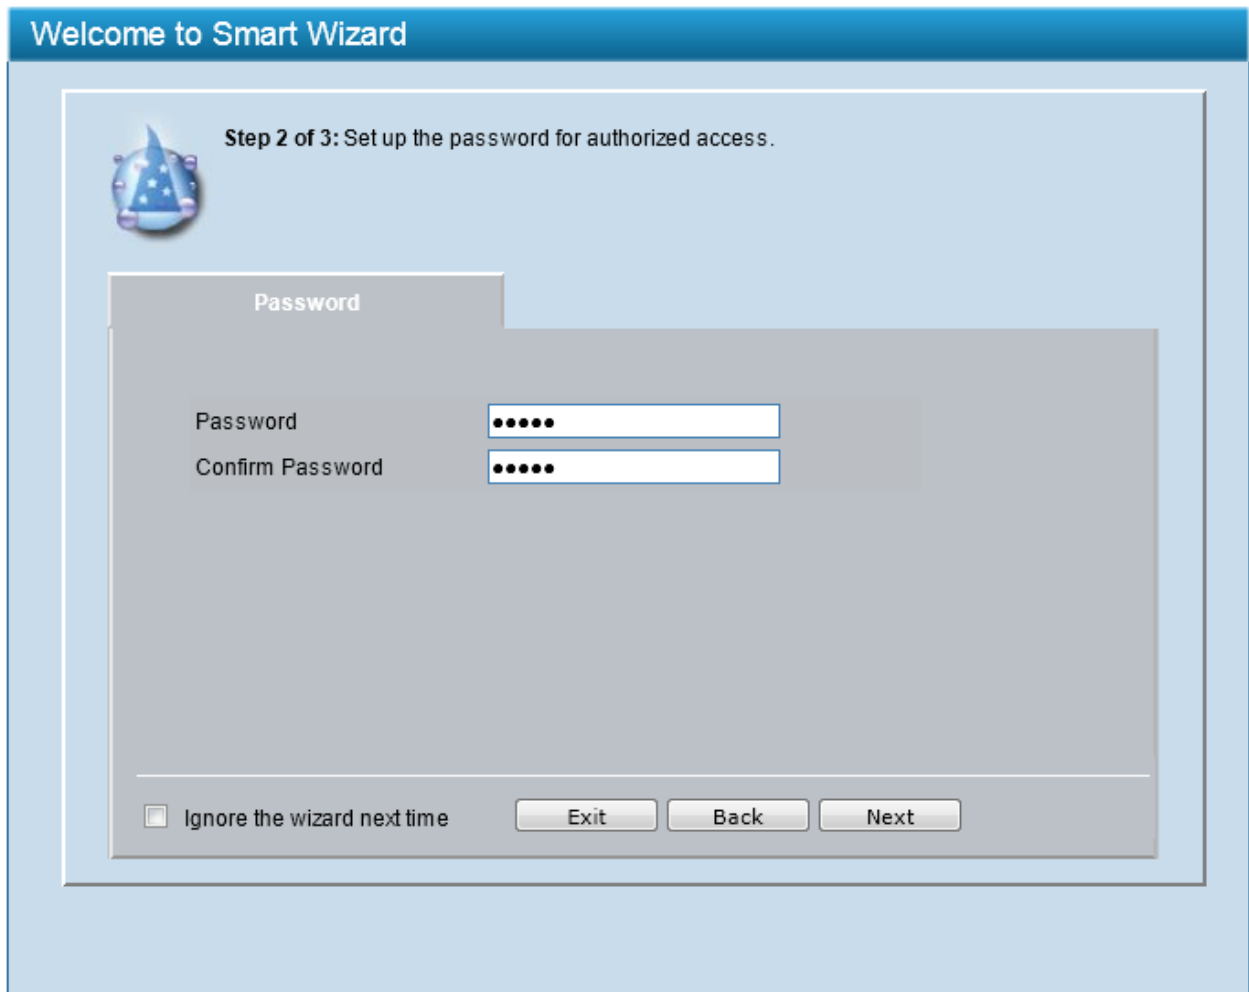 Welcome to Smart Wizard
Step 2 of 3: Set up the password for authorized access.
Password
Password •••••
Confirm Password •••••
Ignore the wizard next time Exit Back Next